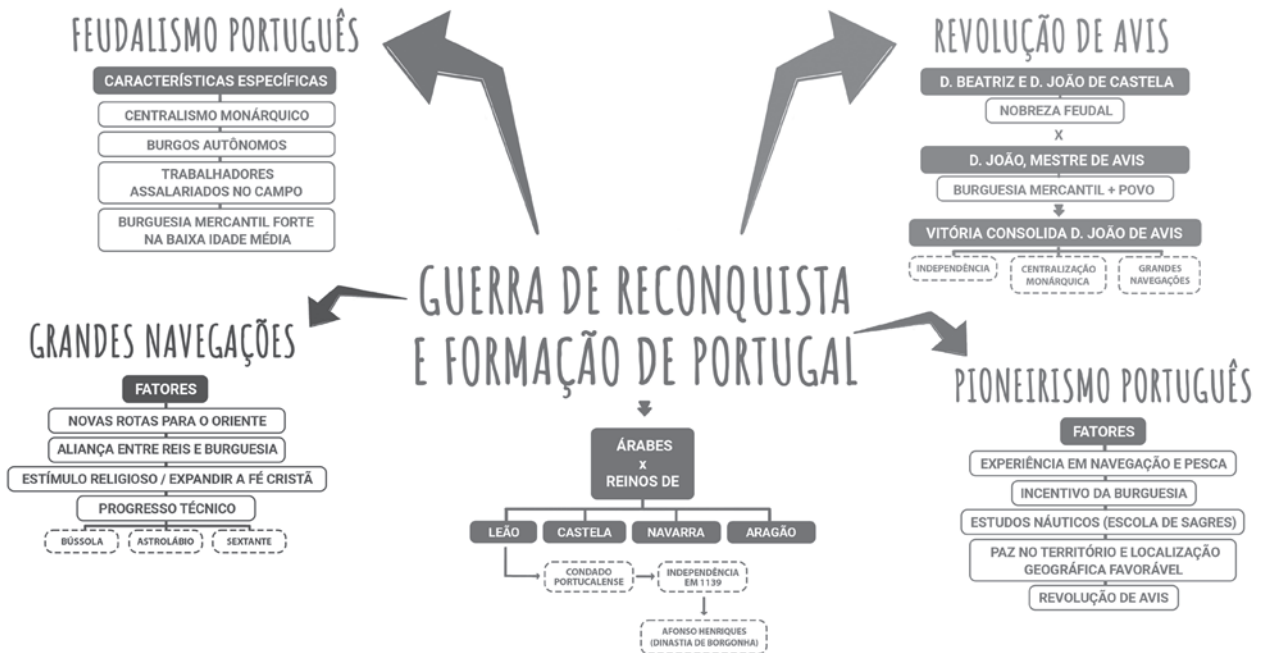 FEUDALISMO PORTUGUÊS
CARACTERÍSTICAS ESPECÍFICAS
CENTRALISMO MONÁRQUICO
BURGOS AUTÔNOMOS
TRABALHADORES
ASSALARIADOS NO CAMPO
BURGUESIA MERCANTIL FORTE
NA BAIXA IDADE MÉDIA
REVOLUÇÃO DE AVIS
D. BEATRIZ E D. JOÃO DE CASTELA
NOBREZA FEUDAL
X
D. JOÃO, MESTRE DE AVIS
BURGUESIA MERCANTIL + POVO
VITÓRIA CONSOLIDA D. JOÃO DE AVIS
INDEPENDÊNCIA
CENTRALIZAÇÃO
MONÁRQUICA
GRANDES
NAVEGAÇÕES
GUERRA DE RECONQUISTA
E FORMAÇÃO DE PORTUGAL
ÁRABES
x
REINOS DE
LEÃO
CASTELA
NAVARRA
ARAGÃO
CONDADO
PORTUCALENSE
INDEPENDÊNCIA
EM 1139
AFONSO HENRIQUES
(DINASTIA DE BORGONHA)
GRANDES NAVEGAÇÕES
FATORES
NOVAS ROTAS PARA O ORIENTE
ALIANÇA ENTRE REIS E BURGUESIA
ESTÍMULO RELIGIOSO / EXPANDIR A FÉ CRISTÃ
PROGRESSO TÉCNICO
BÚSSOLA
ASTROLÁBIO
SEXTANTE
PIONEIRISMO PORTUGUÊS
FATORES
EXPERIÊNCIA EM NAVEGAÇÃO E PESCA
INCENTIVO DA BURGUESIA
ESTUDOS NÁUTICOS (ESCOLA DE SAGRES)
PAZ NO TERRITÓRIO E LOCALIZAÇÃO
GEOGRÁFICA FAVORÁVEL
REVOLUÇÃO DE AVIS